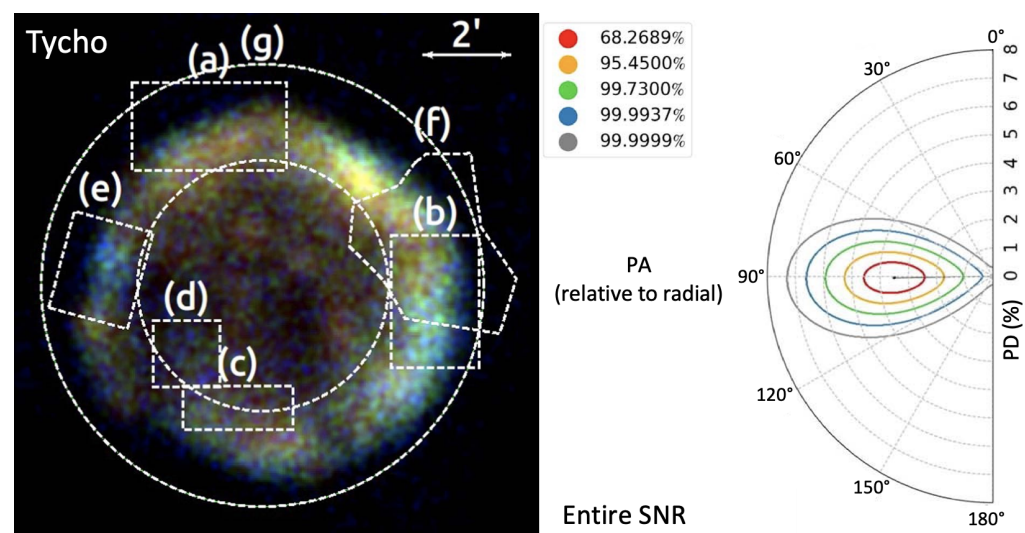 Tycho
2'
(a)
(g)
(f)
(e)
(b)
(d)
(c)
68.2689%
95.4500%
99.7300%
99.9937%
99.9999%
PA
(relative to radial)
0°
30°
60°
90°
120°
150°
180°
8
7
6
5
4
3
2
1
0
PD (%)
Entire SNR